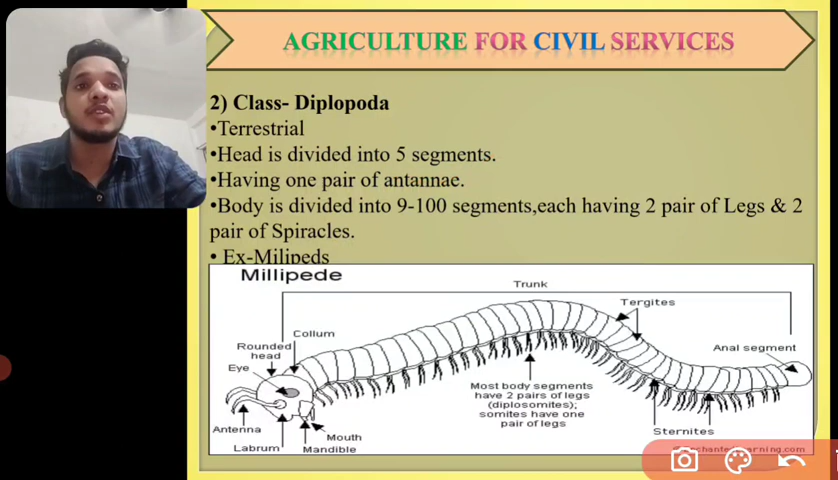 AGRICULTURE FOR CIVIL SERVICES
2) Class- Diplopoda
•Terrestrial
•Head is divided into 5 segments.
•Having one pair of antannae.
•Body is divided into 9-100 segments,each having 2 pair of Legs & 2
pair of Spiracles.
• Ex-Milipeds
Millipede
Trunk
Tergites
Collum
Rounded
head
Anal segment
Eye
Most body segments
have 2 pairs of legs
(diplosomites);
somites have one
pair of legs
Antenna
Mouth
Sternites
Labrum
Mandible